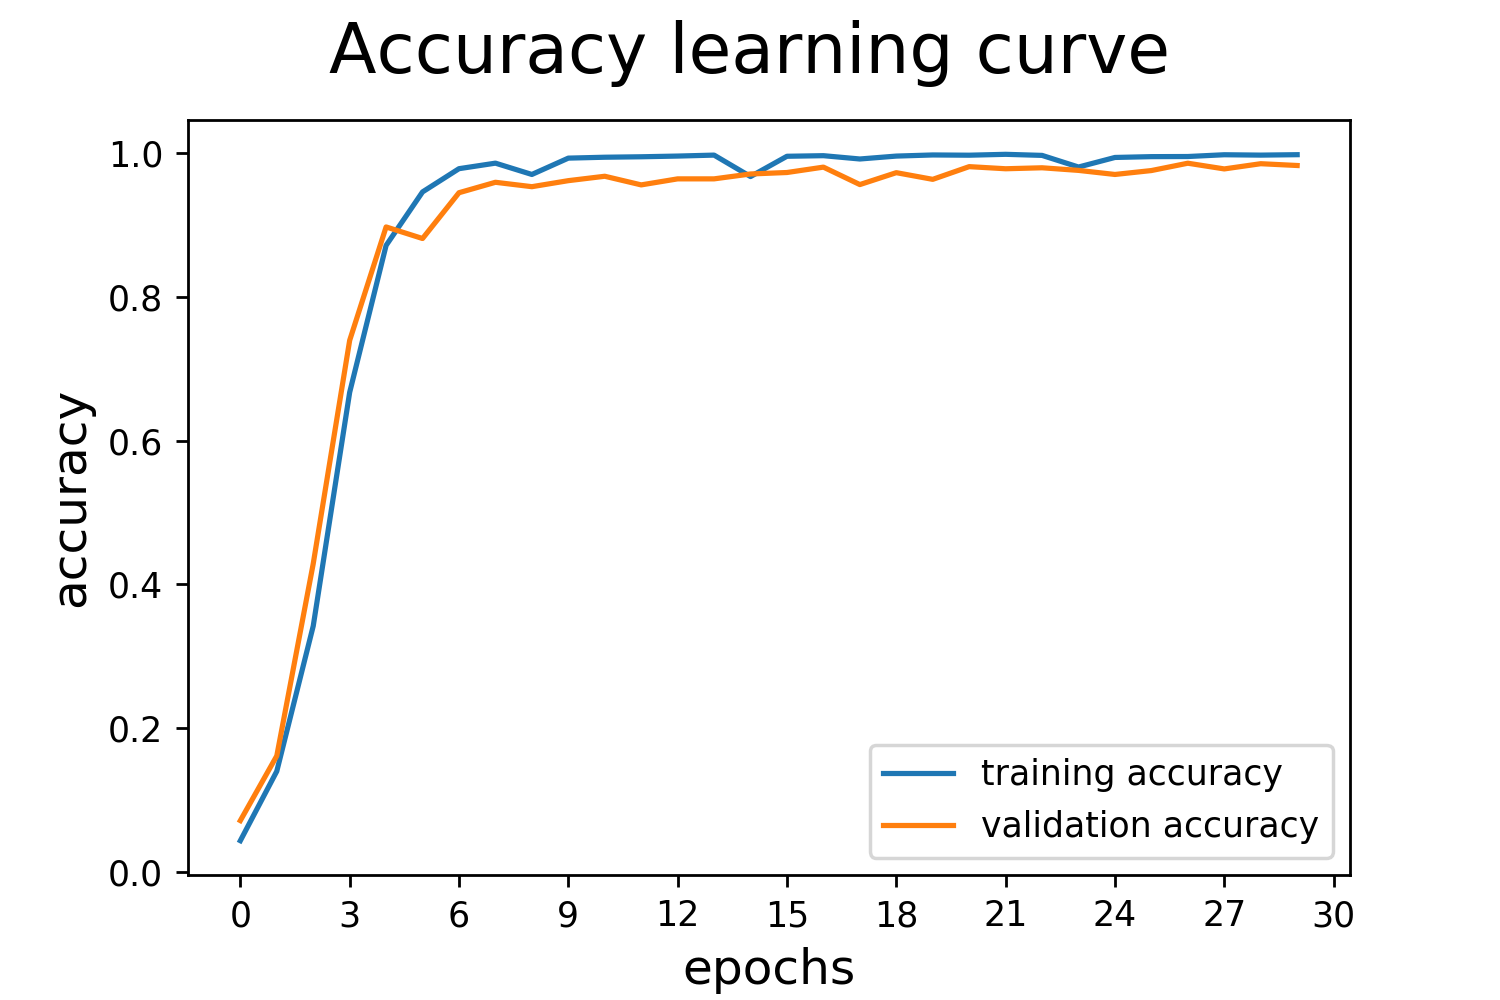 Accuracy learning curve
1.0
0.8
0.6
0.4
0.2
0.0
accuracy
training accuracy
validation accuracy
0 3 6 9 12 15 18 21 24 27 30
epochs